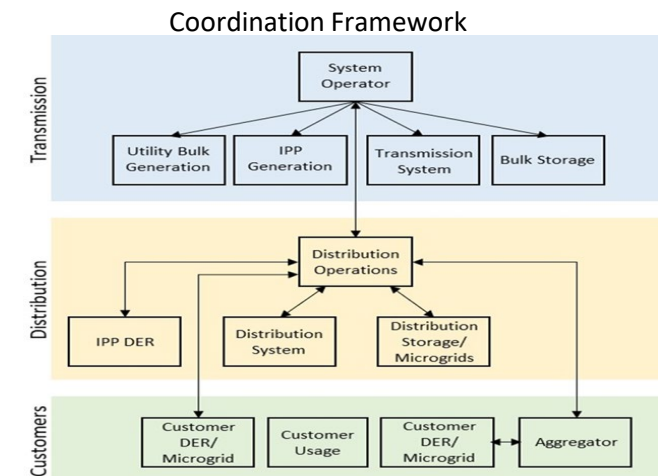 Coordination Framework
Transmission
System
Operator
Utility Bulk
Generation
IPP
Generation
Transmission
System
Bulk Storage
Distribution
Distribution
Operations
IPP DER
Distribution
System
Distribution
Storage/
Microgrids
Customers
Customer
DER/
Microgrid
Customer
Usage
Customer
DER/
Microgrid
Aggregator